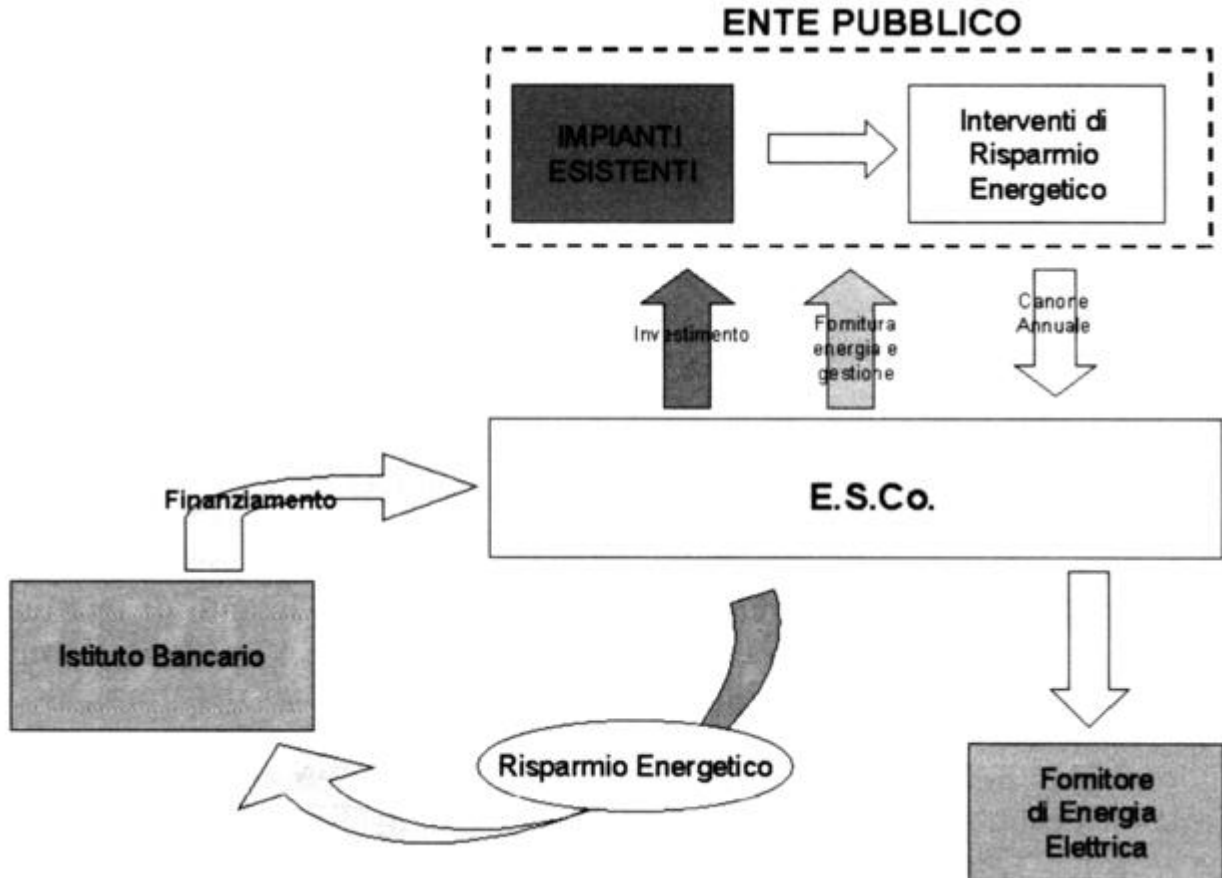 ENTE PUBBLICO
IMPIANTI
ESISTENTI
Interventi di
Risparmio
Energetico
Investimento
Fornitura
energia e
gestione
Canone
Annuale
E.S.Co.
Finanziamento
Istituto Bancario
Risparmio Energetico
Fornitore
di Energia
Elettrica